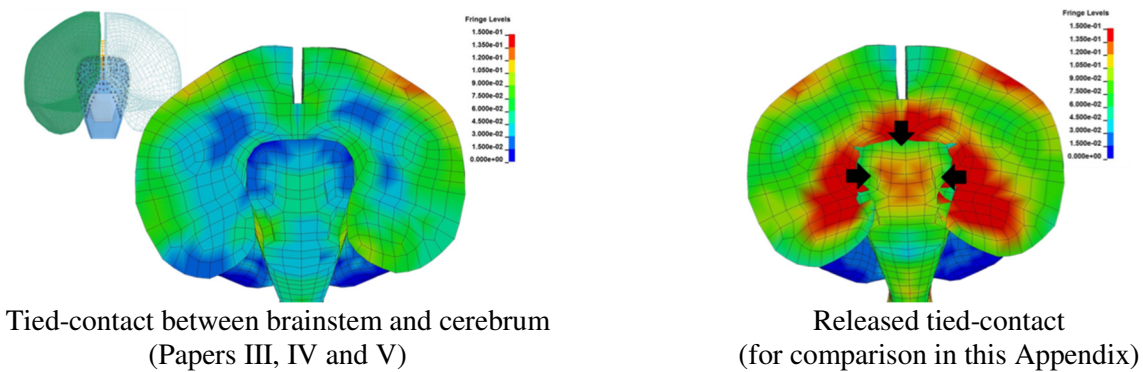 Fringe Levels
1.500e-01
1.350e-01
1.200e-01
1.050e-01
9.000e-02
7.500e-02
6.000e-02
4.500e-02
3.000e-02
1.500e-02
0.000e+00
Fringe Levels
1.500e-01
1.350e-01
1.200e-01
1.050e-01
9.000e-02
7.500e-02
6.000e-02
4.500e-02
3.000e-02
1.500e-02
0.000e+00
Tied-contact between brainstem and cerebrum
(Papers III, IV and V)
Released tied-contact
(for comparison in this Appendix)